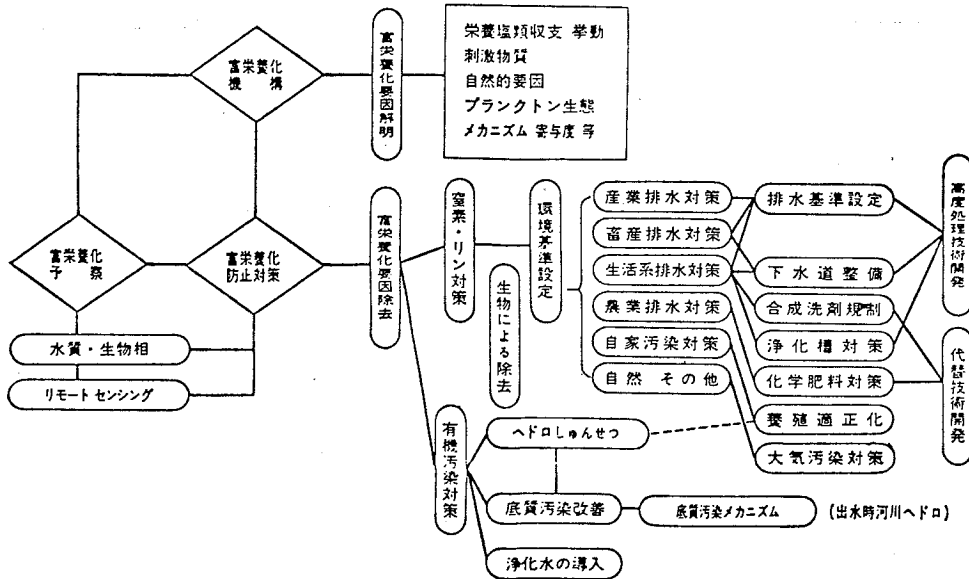 富栄養化
機構
富栄養化要因解明
栄養塩類収支 挙動
刺激物質
自然的要因
プランクトン生態
メカニズム 寄与度 等
富栄養化
予察
富栄養化
防止対策
富栄養化要因除去
窒素・リン対策
生物による除去
環境基準設定
産業排水対策
畜産排水対策
生活系排水対策
農業排水対策
自家汚染対策
自然 その他
排水基準設定
下水道整備
合成洗剤規制
浄化槽対策
化学肥料対策
養殖適正化
大気汚染対策
高度処理技術開発
代替技術開発
水質・生物相
リモートセンシング
有機汚染対策
ヘドロしゅんせつ
底質汚染改善
底質汚染メカニズム
(出水時河川ヘドロ)
浄化水の導入